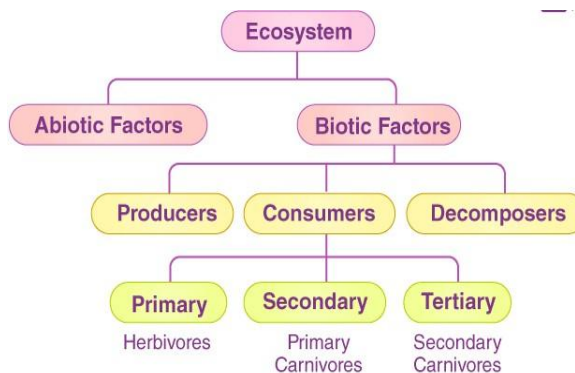 Ecosystem
Abiotic Factors
Biotic Factors
Producers
Consumers
Decomposers
Primary
Secondary
Tertiary
Herbivores
Primary
Carnivores
Secondary
Carnivores